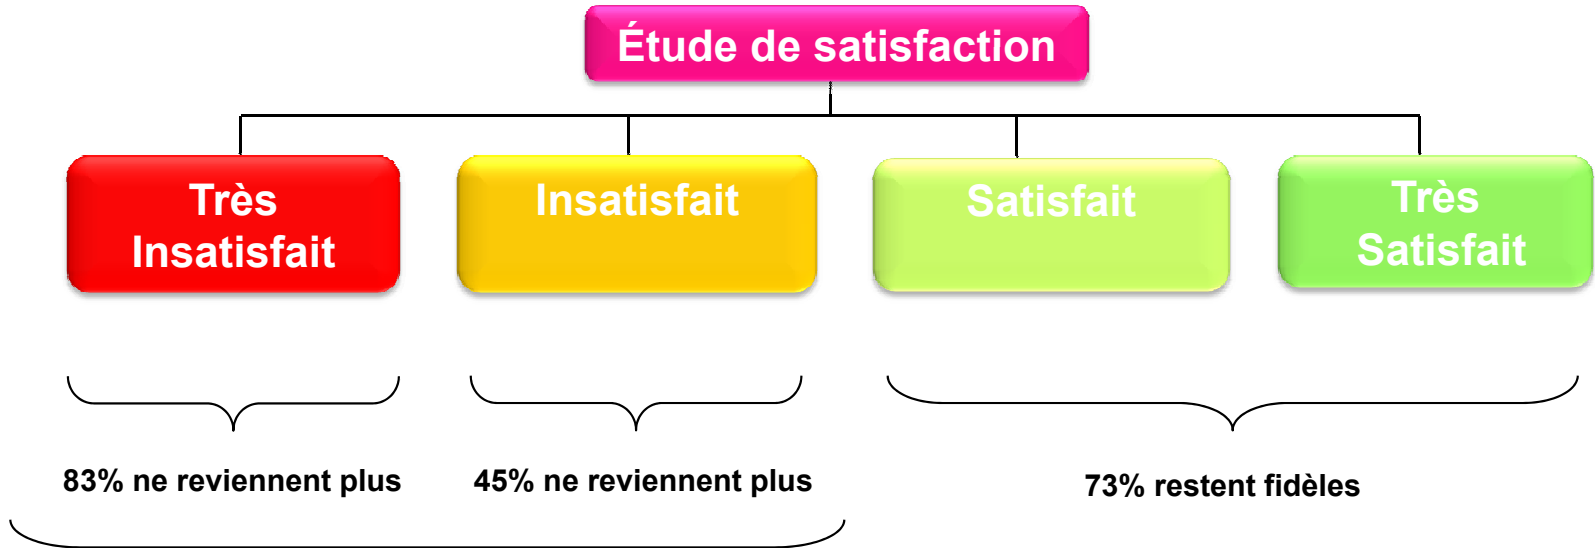 Étude de satisfaction
Très
Insatisfait
Insatisfait
Satisfait
Très
Satisfait
83% ne reviennent plus
45% ne reviennent plus
73% restent fidèles